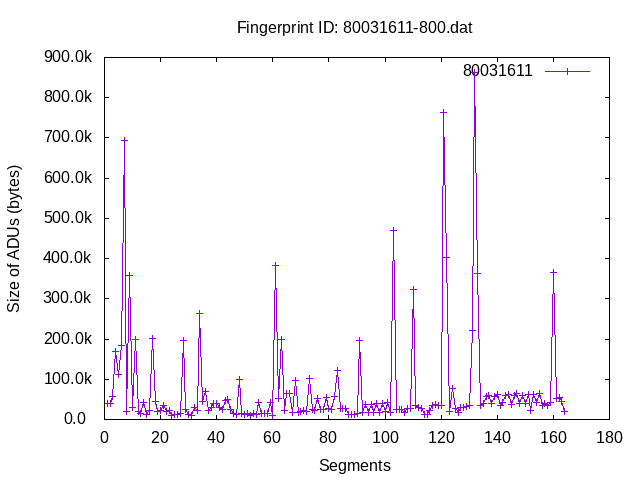 Fingerprint ID: 80031611-800.dat
900.0k
80031611
800.0k
700.0k
600.0k
500.0k
400.0k
300.0k
200.0k
100.0k
0.0
Size of ADUs (bytes)
0 20 40 60 80 100 120 140 160 180
Segments